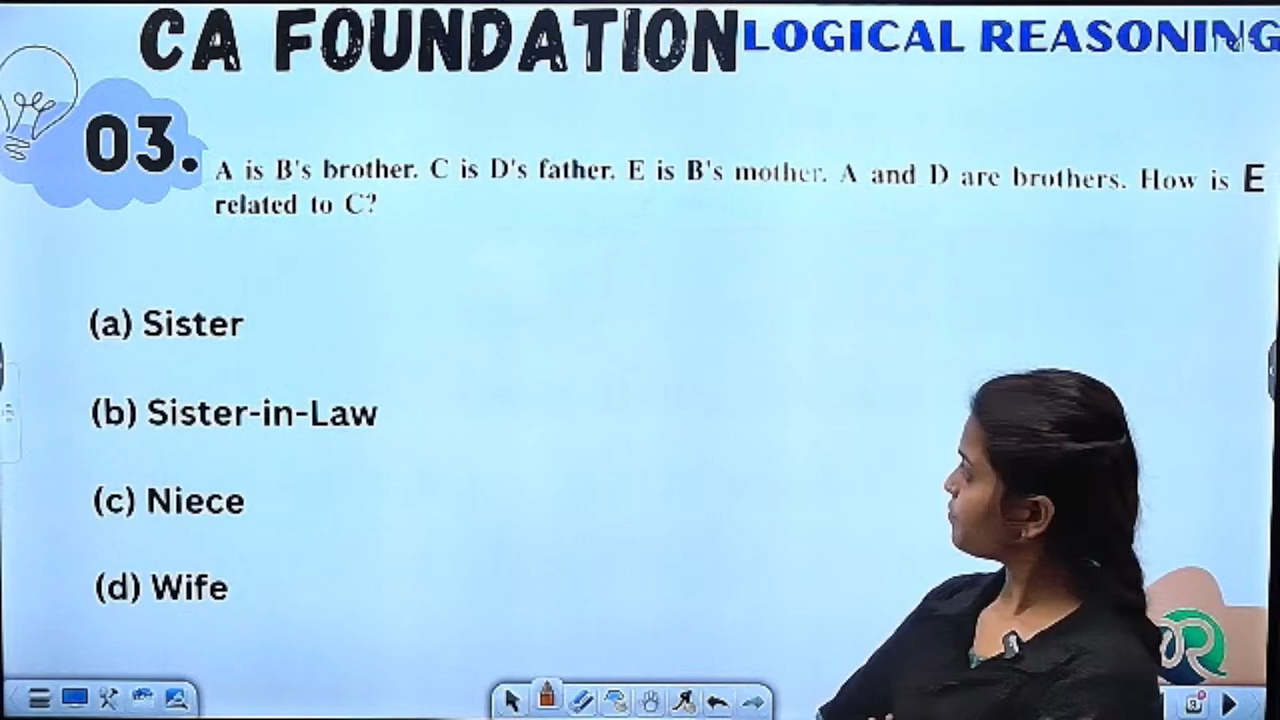 CA FOUNDATION LOGICAL REASONING
03.
A is B's brother. C is D's father. E is B's mother. A and D are brothers. How is E
related to C?
(a) Sister
(b) Sister-in-Law
(c) Niece
(d) Wife